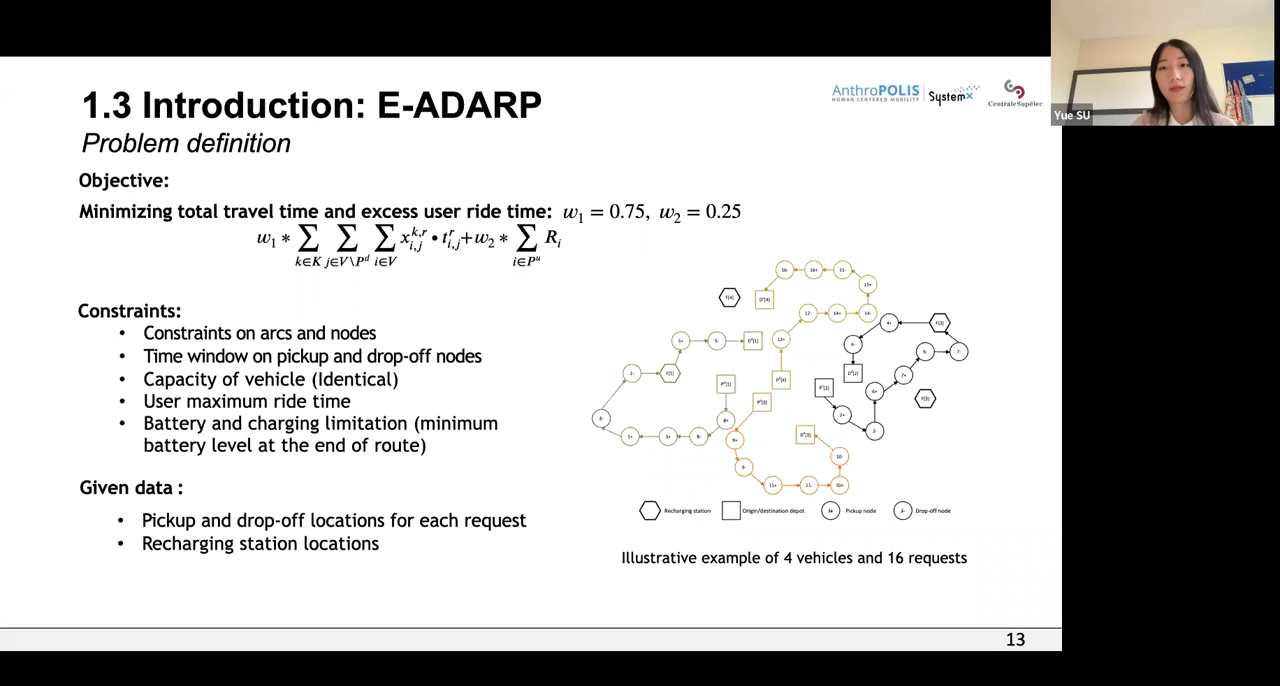 1.3 Introduction: E-ADARP
Problem definition
AnthroPOLIS
HUMAN CENTERED MOBILITY
SystemX
CentraleSupélec
Yue SU
Objective:
Minimizing total travel time and excess user ride time: w₁ = 0.75, w₂ = 0.25
w₁ * ∑_{k∈K} ∑_{j∈V\P^d} ∑_{i∈V} x_{i,j}^{k,r} • t_{i,j}^r + w₂ * ∑_{i∈P^u} R_i
Constraints:
• Constraints on arcs and nodes
• Time window on pickup and drop-off nodes
• Capacity of vehicle (Identical)
• User maximum ride time
• Battery and charging limitation (minimum
battery level at the end of route)
Given data :
• Pickup and drop-off locations for each request
• Recharging station locations
Recharging station
Origin/destination depot
i+
Pickup node
i-
Drop-off node
Illustrative example of 4 vehicles and 16 requests
13